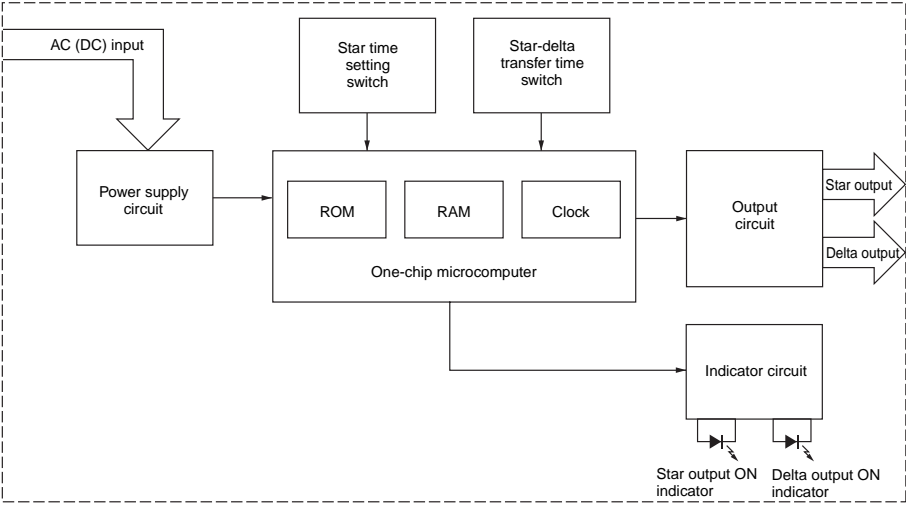 AC (DC) input
Star time
setting
switch
Star-delta
transfer time
switch
Power supply
circuit
ROM
RAM
Clock
One-chip microcomputer
Output
circuit
Star output
Delta output
Indicator circuit
Star output ON
indicator
Delta output ON
indicator